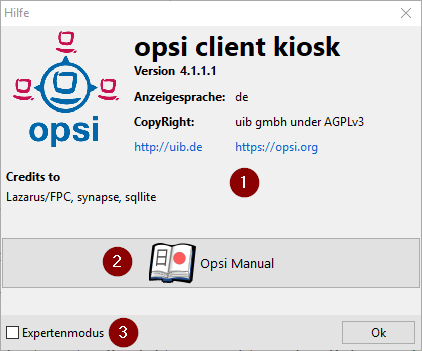 Hilfe
opsi client kiosk
Version 4.1.1.1
opsi
Anzeigesprache: de
CopyRight: uib gmbh under AGPLv3
http://uib.de https://opsi.org
Credits to
1
Lazarus/FPC, synapse, sqllite
2 Opsi Manual
Expertenmodus 3 Ok